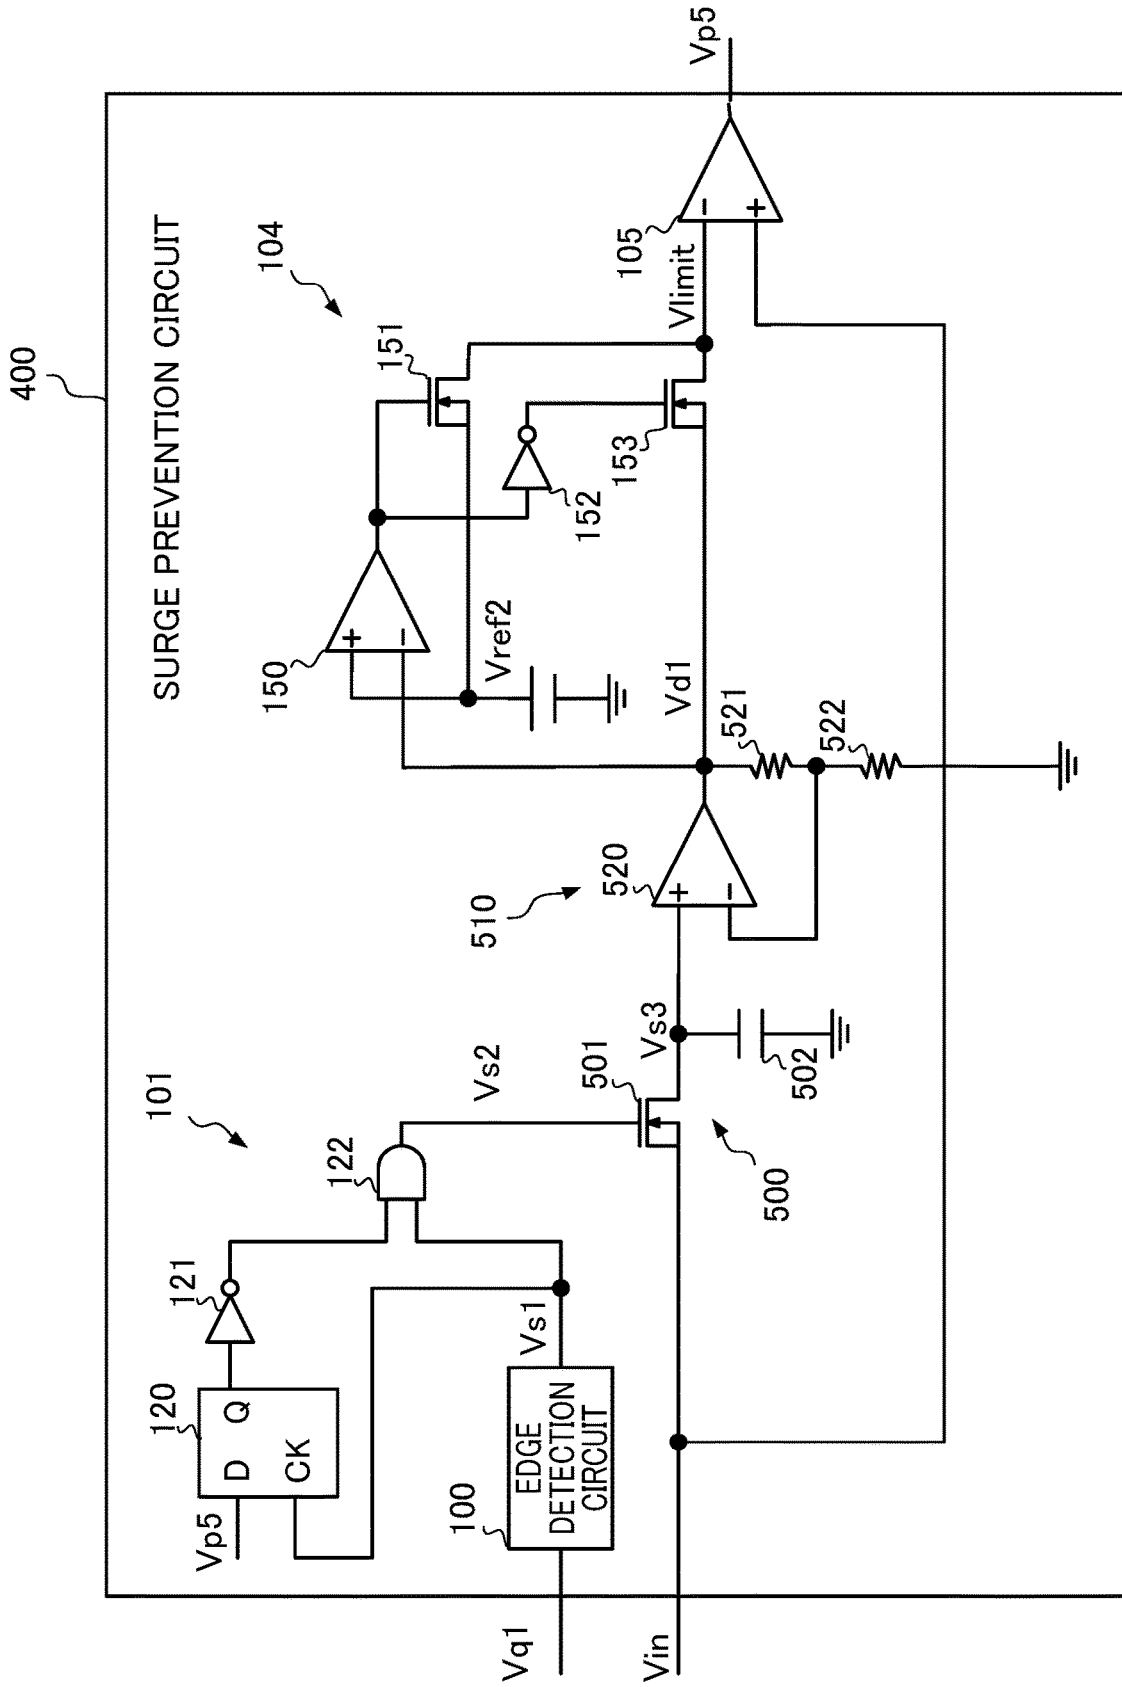 400
SURGE PREVENTION CIRCUIT
101
104
120
D Q
CK
Vp5
121
122
Vs2
100
EDGE
DETECTION
CIRCUIT
Vs1
Vq1
Vin
500
501
Vs3
502
510
520
+
−
Vd1
521
522
150
+
−
Vref2
151
152
153
Vlimit
105
−
+
Vp5